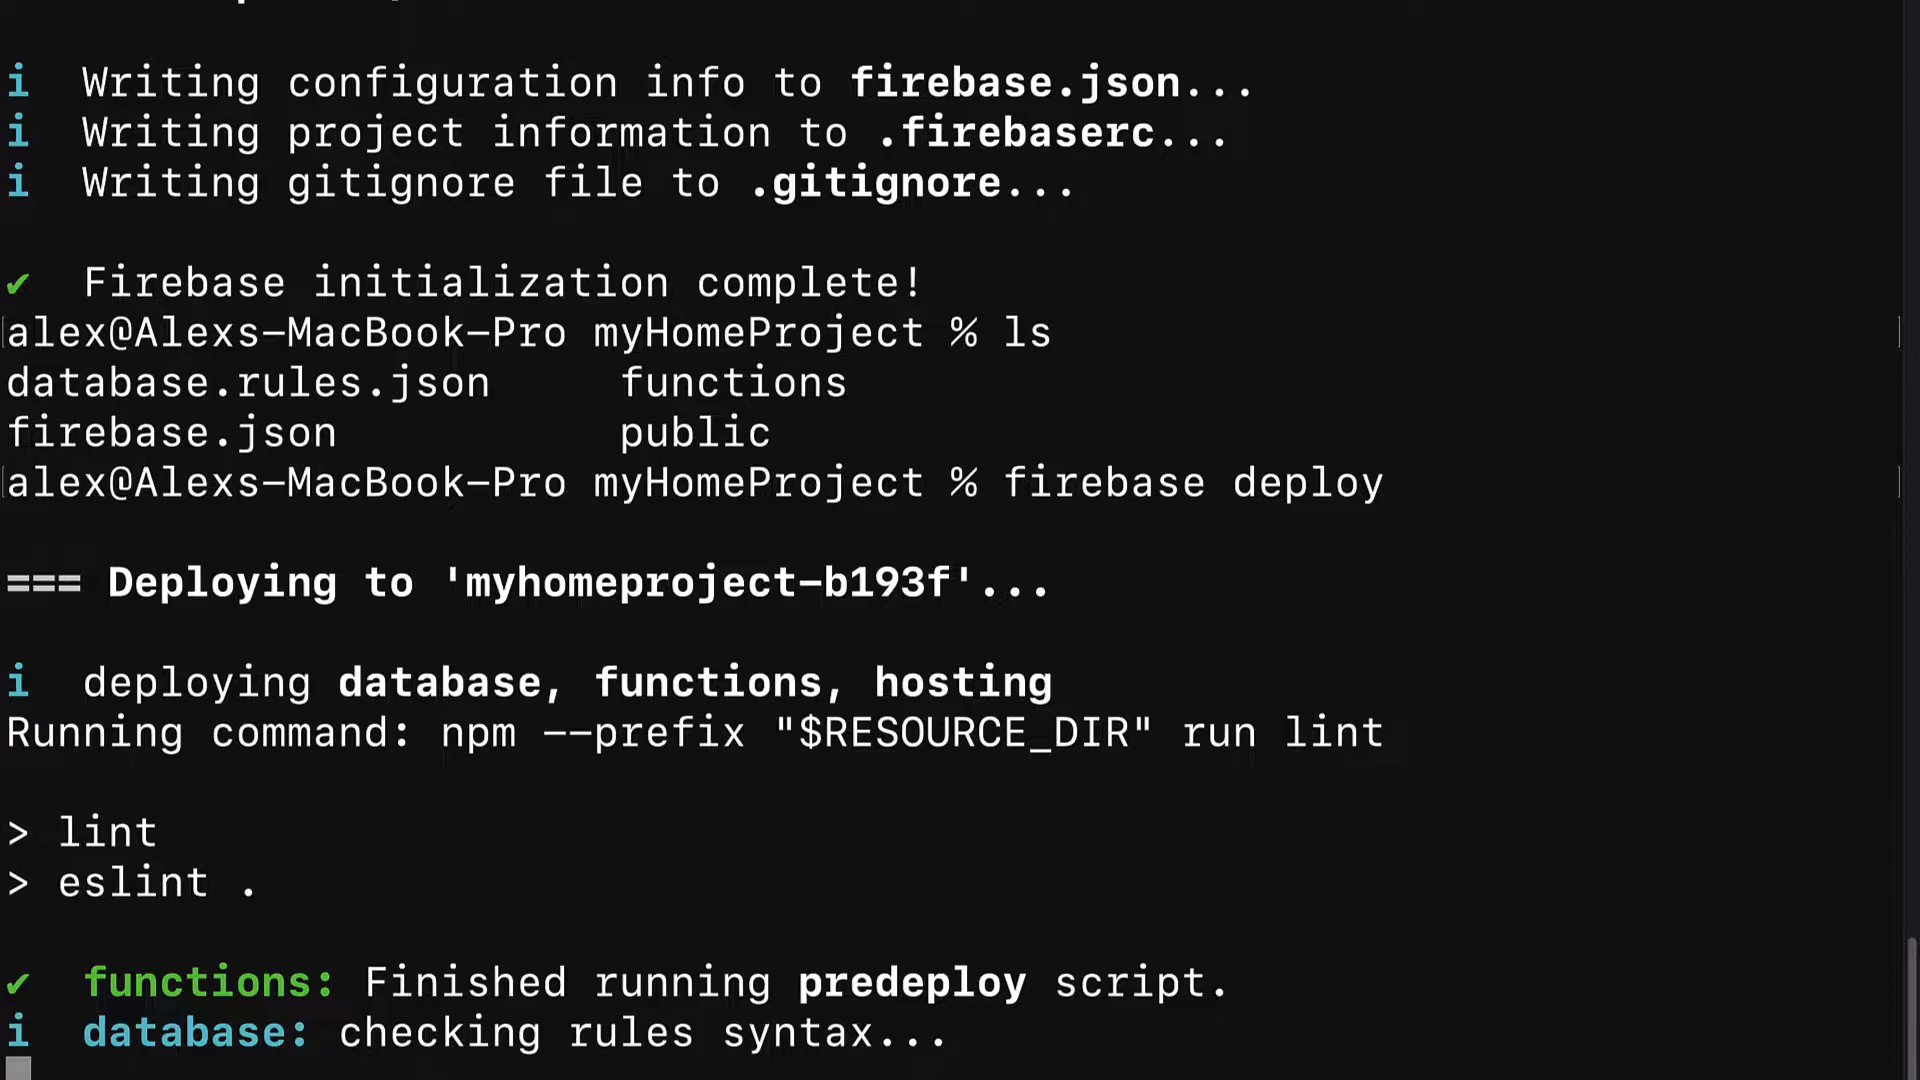 i  Writing configuration info to firebase.json...
i  Writing project information to .firebaserc...
i  Writing gitignore file to .gitignore...
✔  Firebase initialization complete!
alex@Alexs-MacBook-Pro myHomeProject % ls
database.rules.json     functions
firebase.json           public
alex@Alexs-MacBook-Pro myHomeProject % firebase deploy
=== Deploying to 'myhomeproject-b193f'...
i  deploying database, functions, hosting
Running command: npm --prefix "$RESOURCE_DIR" run lint
> lint
> eslint .
✔  functions: Finished running predeploy script.
i  database: checking rules syntax...